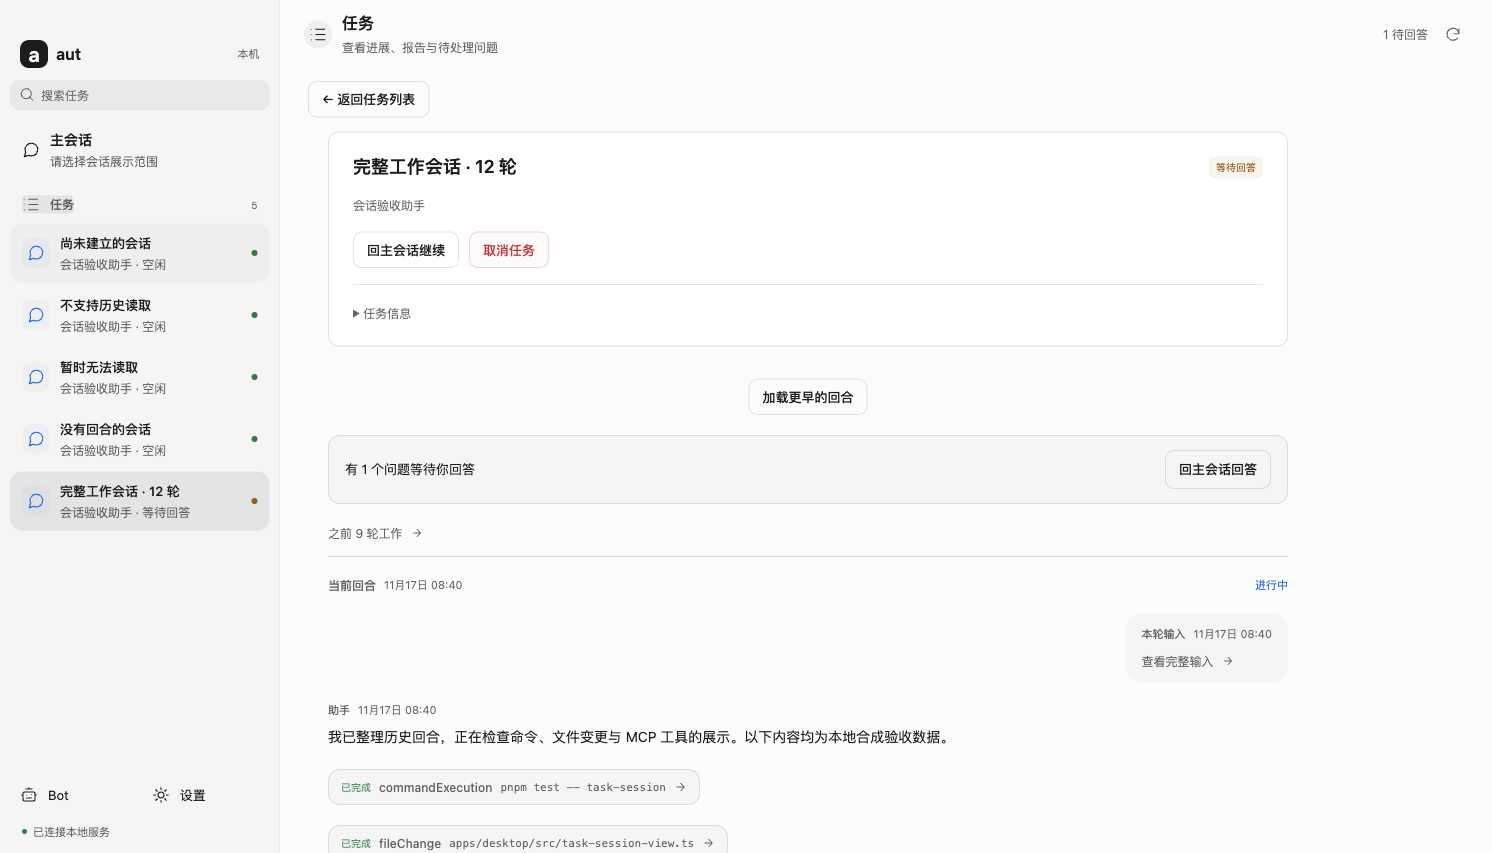 a aut
本机
搜索任务
主会话
请选择会话展示范围
任务
5
尚未建立的会话
会话验收助手 · 空闲
不支持历史读取
会话验收助手 · 空闲
暂时无法读取
会话验收助手 · 空闲
没有回合的会话
会话验收助手 · 空闲
完整工作会话 · 12 轮
会话验收助手 · 等待回答
Bot
设置
已连接本地服务
任务
查看进展、报告与待处理问题
1 待回答
← 返回任务列表
完整工作会话 · 12 轮
等待回答
会话验收助手
回主会话继续
取消任务
任务信息
加载更早的回合
有 1 个问题等待你回答
回主会话回答
之前 9 轮工作 →
当前回合 11月17日 08:40
进行中
本轮输入 11月17日 08:40
查看完整输入 →
助手 11月17日 08:40
我已整理历史回合，正在检查命令、文件变更与 MCP 工具的展示。以下内容均为本地合成验收数据。
已完成 commandExecution pnpm test -- task-session →
已完成 fileChange apps/desktop/src/task-session-view.ts →